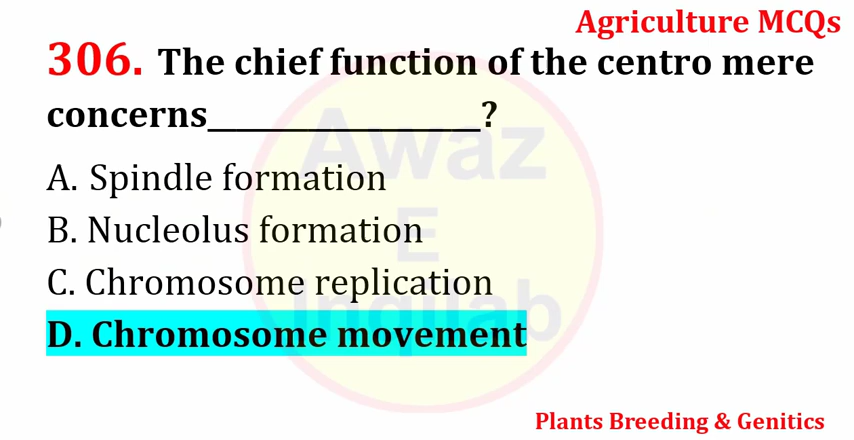 Agriculture MCQs
306. The chief function of the centro mere
concerns__________________?
A. Spindle formation
B. Nucleolus formation
C. Chromosome replication
D. Chromosome movement
Awaz
E
Inqilab
Plants Breeding & Genitics